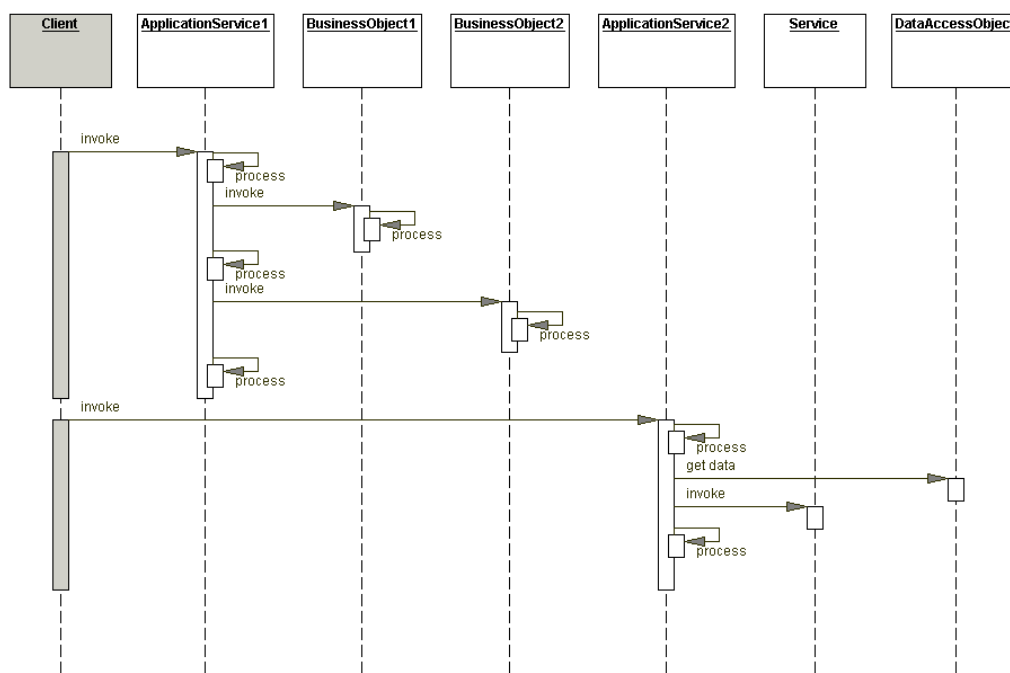 Client
ApplicationService1
BusinessObject1
BusinessObject2
ApplicationService2
Service
DataAccessObject
invoke
process
invoke
process
process
invoke
process
process
invoke
process
get data
invoke
process